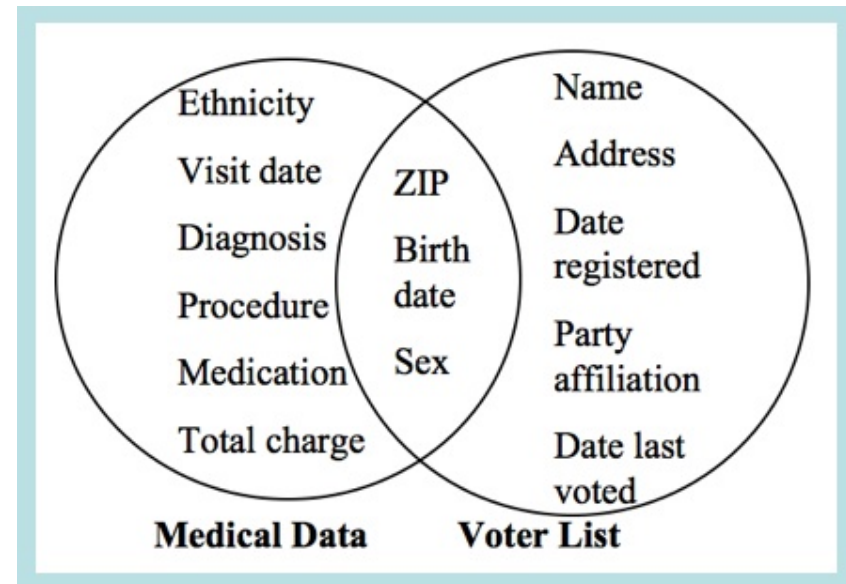 Ethnicity
Visit date
Diagnosis
Procedure
Medication
Total charge
ZIP
Birth
date
Sex
Name
Address
Date
registered
Party
affiliation
Date last
voted
Medical Data
Voter List